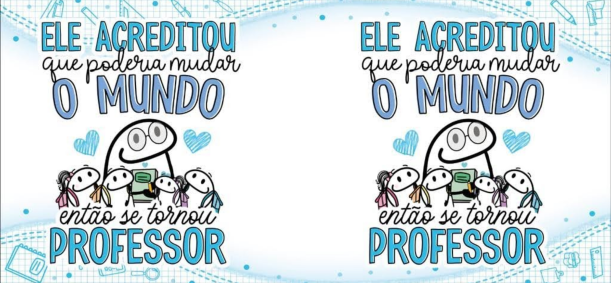 ELE ACREDITOU
que poderia mudar
O MUNDO
então se tornou
PROFESSOR
ELE ACREDITOU
que poderia mudar
O MUNDO
então se tornou
PROFESSOR